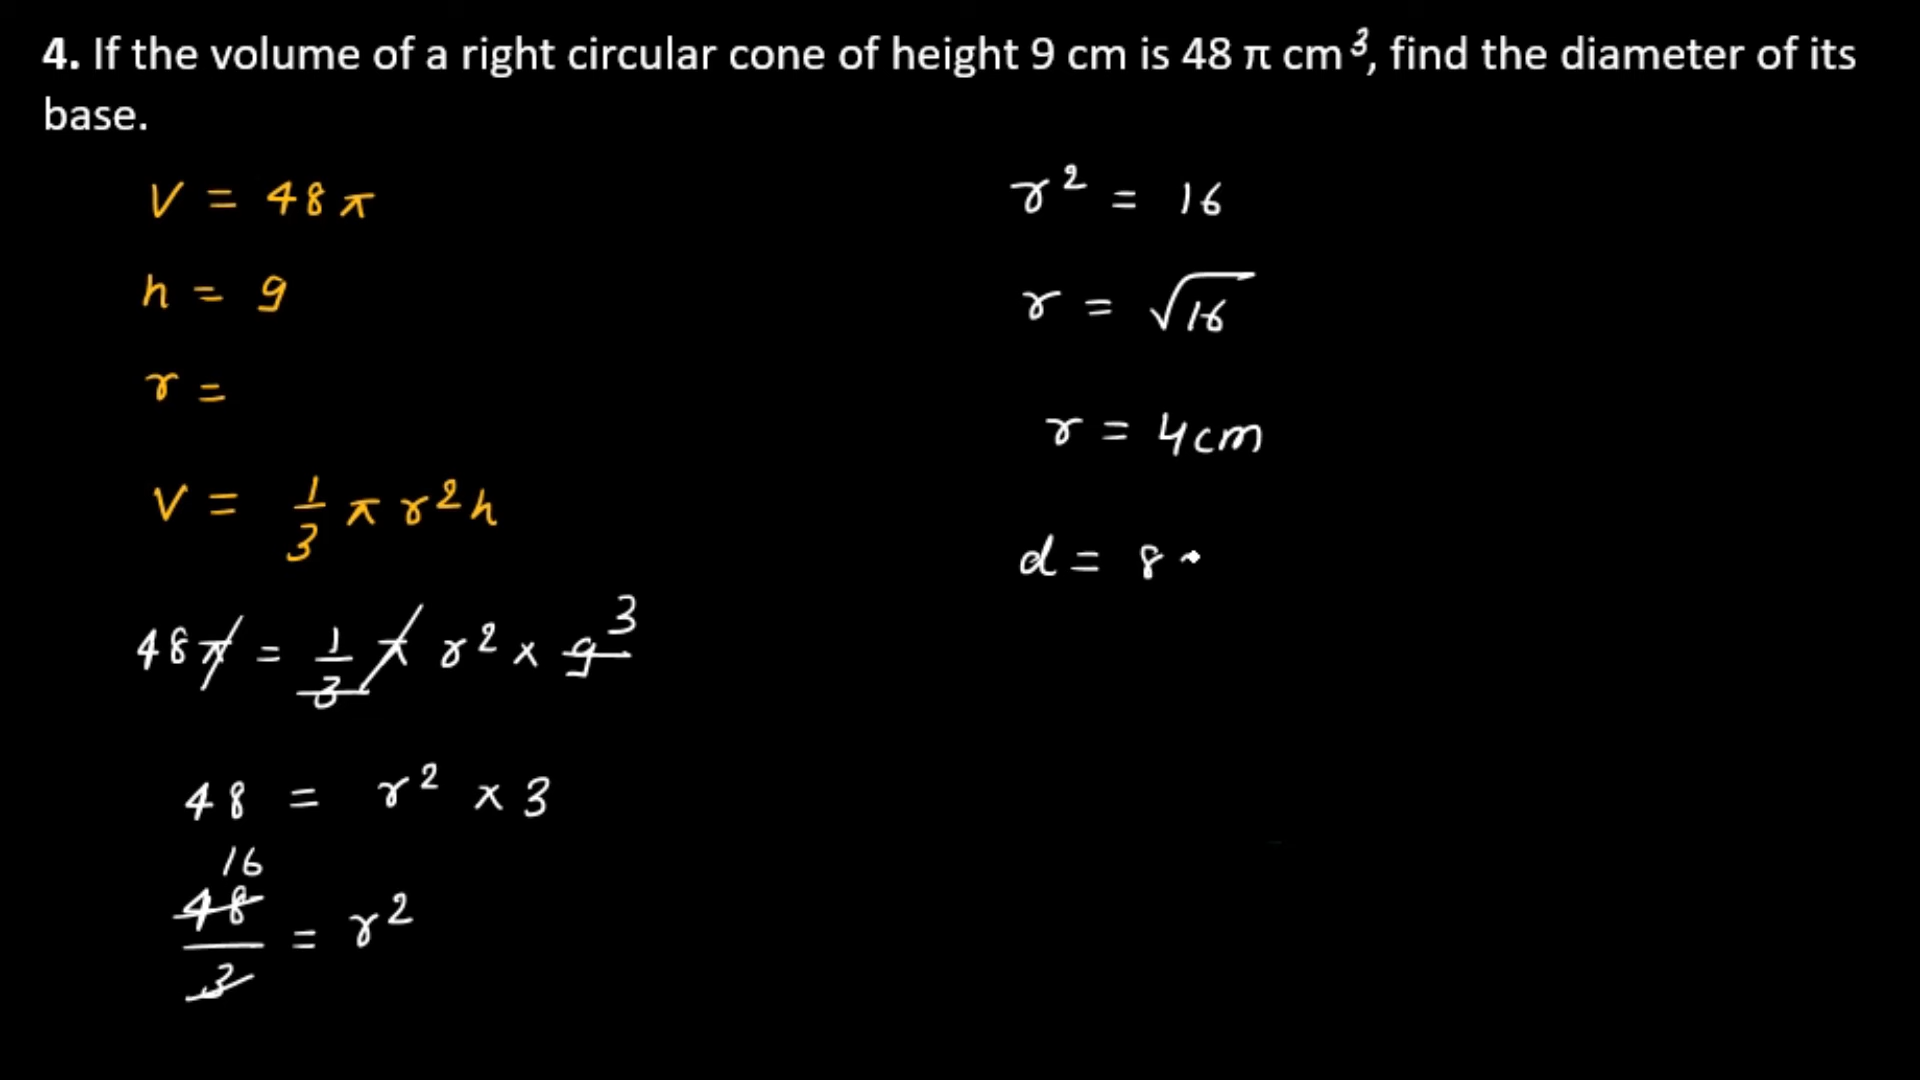 4. If the volume of a right circular cone of height 9 cm is 48 π cm³, find the diameter of its
base.
V = 48π
h = 9
r =
V = 1/3 π r²h
48π = 1/3 π r² × 9 3
48 = r² × 3
16
48/3 = r²
r² = 16
r = √16
r = 4cm
d = 8